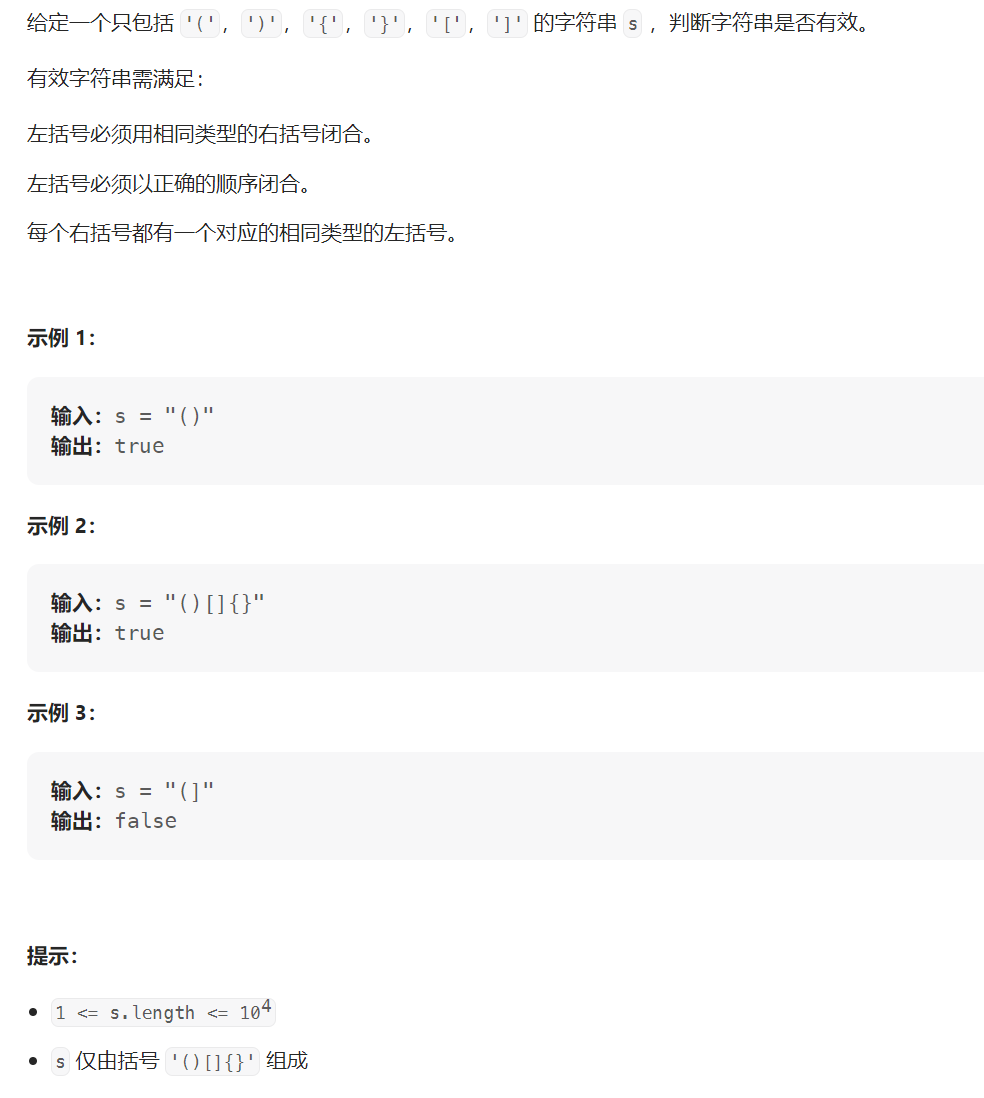 给定一个只包括 '('，')'，'{'，'}'，'['，']' 的字符串 s ，判断字符串是否有效。
有效字符串需满足：
左括号必须用相同类型的右括号闭合。
左括号必须以正确的顺序闭合。
每个右括号都有一个对应的相同类型的左括号。
示例 1：
输入：s = "()"
输出：true
示例 2：
输入：s = "()[]{}"
输出：true
示例 3：
输入：s = "(]"
输出：false
提示：
• 1 <= s.length <= 10⁴
• s 仅由括号 '()[]{}' 组成